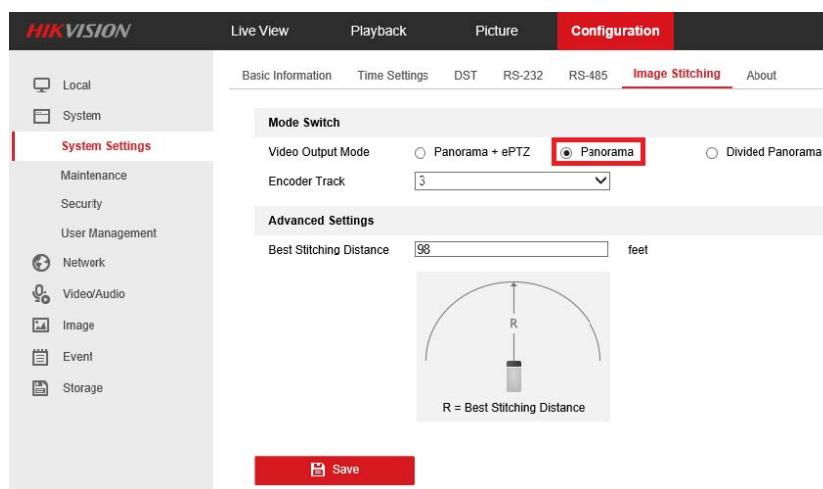 HIKVISION
Live View Playback Picture Configuration
Local
System
System Settings
Maintenance
Security
User Management
Network
Video/Audio
Image
Event
Storage
Basic Information Time Settings DST RS-232 RS-485 Image Stitching About
Mode Switch
Video Output Mode Panorama + ePTZ Panorama Divided Panorama
Encoder Track 3
Advanced Settings
Best Stitching Distance 98 feet
R
R = Best Stitching Distance
Save